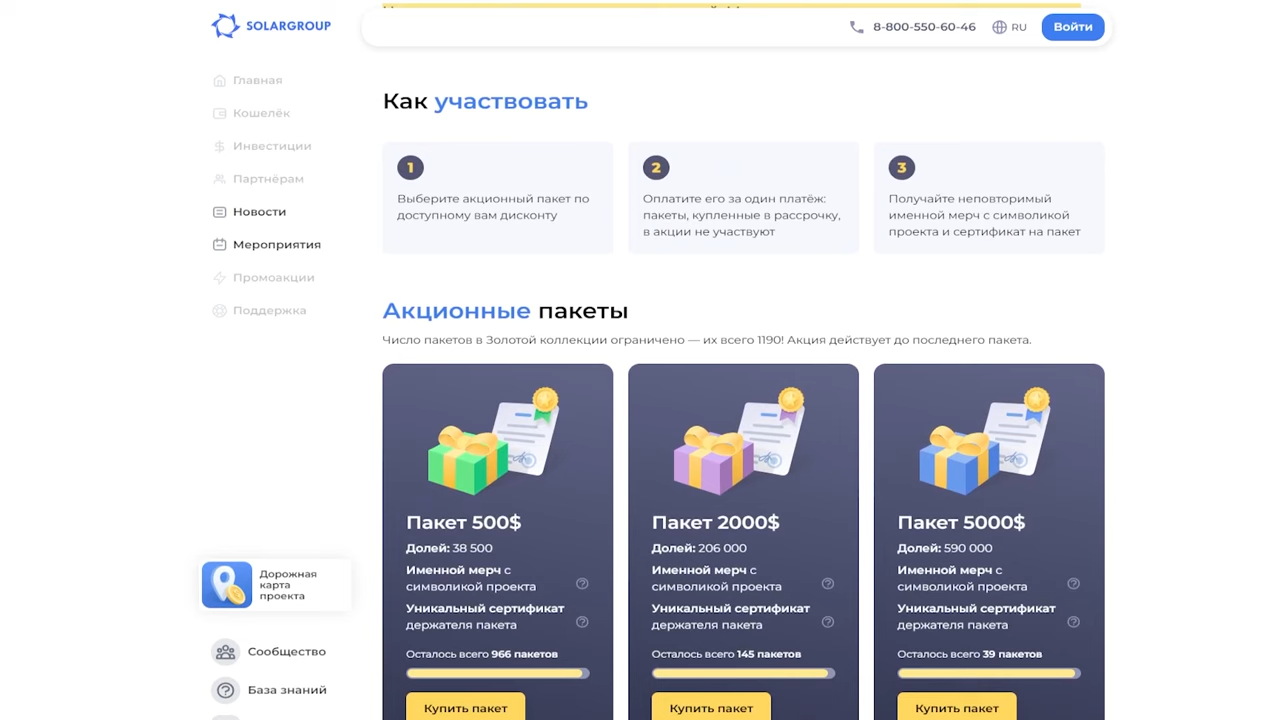 SOLARGROUP
8-800-550-60-46
RU
Войти
Главная
Кошелёк
Инвестиции
Партнёрам
Новости
Мероприятия
Промоакции
Поддержка
Дорожная
карта
проекта
Сообщество
База знаний
Как участвовать
1
Выберите акционный пакет по
доступному вам дисконту
2
Оплатите его за один платёж:
пакеты, купленные в рассрочку,
в акции не участвуют
3
Получайте неповторимый
именной мерч с символикой
проекта и сертификат на пакет
Акционные пакеты
Число пакетов в Золотой коллекции ограничено — их всего 1190! Акция действует до последнего пакета.
Пакет 500$
Долей: 38 500
Именной мерч с
символикой проекта
Уникальный сертификат
держателя пакета
Осталось всего 966 пакетов
Купить пакет
Пакет 2000$
Долей: 206 000
Именной мерч с
символикой проекта
Уникальный сертификат
держателя пакета
Осталось всего 145 пакетов
Купить пакет
Пакет 5000$
Долей: 590 000
Именной мерч с
символикой проекта
Уникальный сертификат
держателя пакета
Осталось всего 39 пакетов
Купить пакет